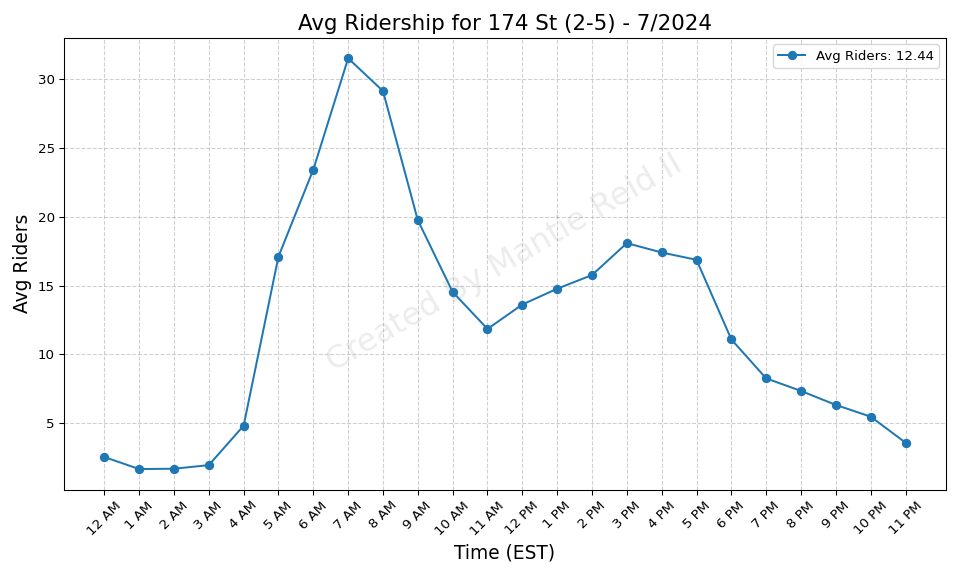 Avg Ridership for 174 St (2-5) - 7/2024
Avg Riders: 12.44
30
25
20
15
10
5
Avg Riders
Created By Mantie Reid II
12 AM
1 AM
2 AM
3 AM
4 AM
5 AM
6 AM
7 AM
8 AM
9 AM
10 AM
11 AM
12 PM
1 PM
2 PM
3 PM
4 PM
5 PM
6 PM
7 PM
8 PM
9 PM
10 PM
11 PM
Time (EST)